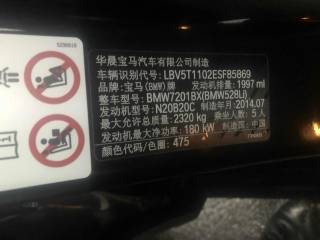 华晨宝马汽车有限公司制造
车辆识别代号: LBV5T1102ESF85869
品牌: 宝马(BMW)牌 发动机排量: 1997 ml
整车型号: BMW7201BX(BMW528Li)
发动机型号: N20B20C 制造年月: 2014.07
最大允许总质量: 2320 kg 乘坐人数: 5 人
发动机最大净功率: 180 kW 制造国: 中国
颜色代码/色圈: 475